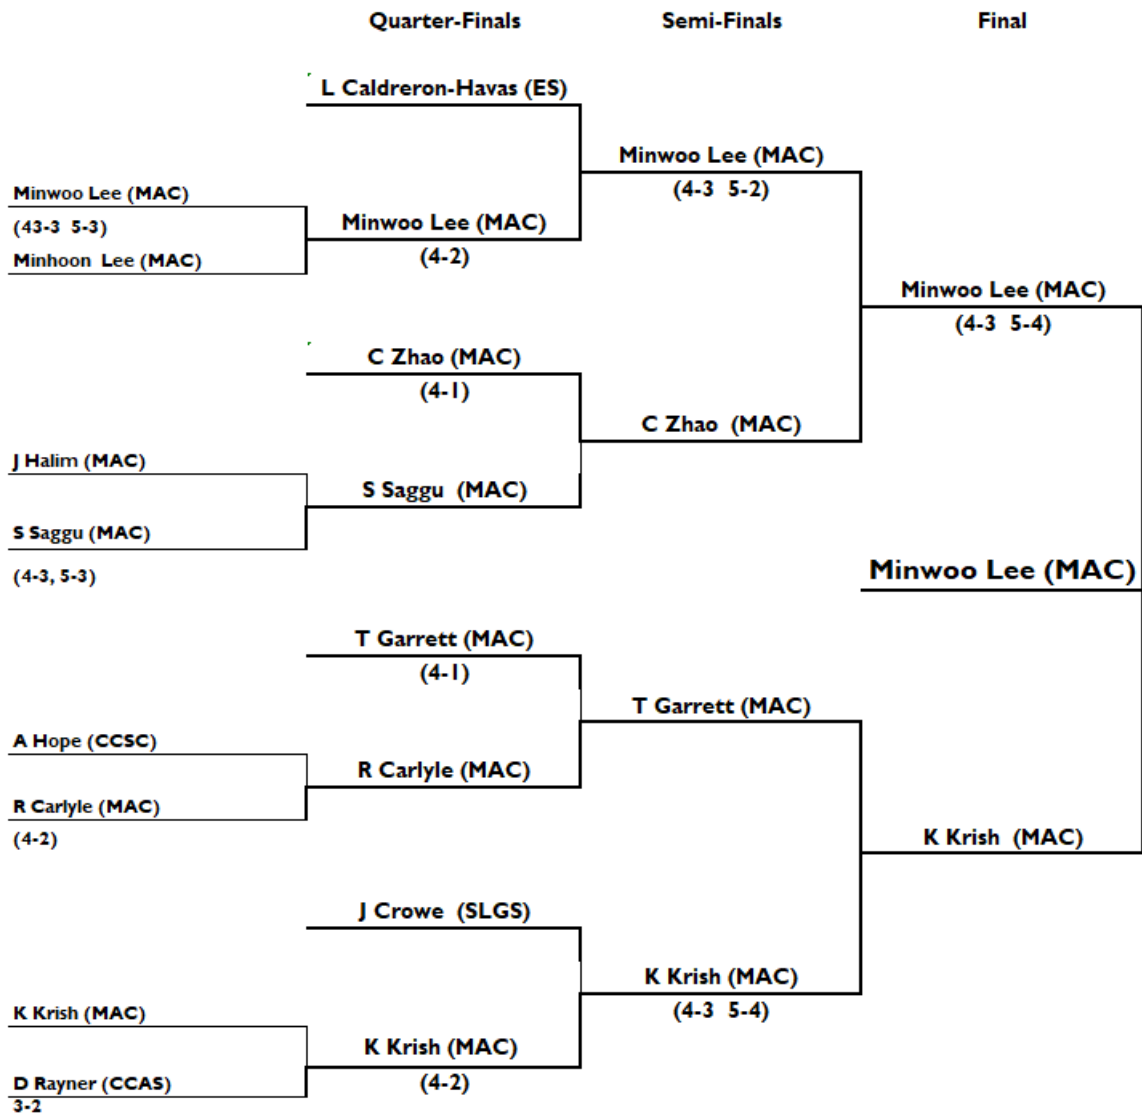 Quarter-Finals Semi-Finals Final
L Caldreron-Havas (ES)
Minwoo Lee (MAC)
(4-3 5-2)
Minwoo Lee (MAC)
(43-3 5-3)
Minwoo Lee (MAC)
(4-2)
Minhoon Lee (MAC)
Minwoo Lee (MAC)
(4-3 5-4)
C Zhao (MAC)
(4-1)
C Zhao (MAC)
J Halim (MAC)
S Saggu (MAC)
S Saggu (MAC)
(4-3, 5-3)
Minwoo Lee (MAC)
T Garrett (MAC)
(4-1)
T Garrett (MAC)
A Hope (CCSC)
R Carlyle (MAC)
R Carlyle (MAC)
(4-2)
K Krish (MAC)
J Crowe (SLGS)
K Krish (MAC)
(4-3 5-4)
K Krish (MAC)
K Krish (MAC)
(4-2)
D Rayner (CCAS)
3-2